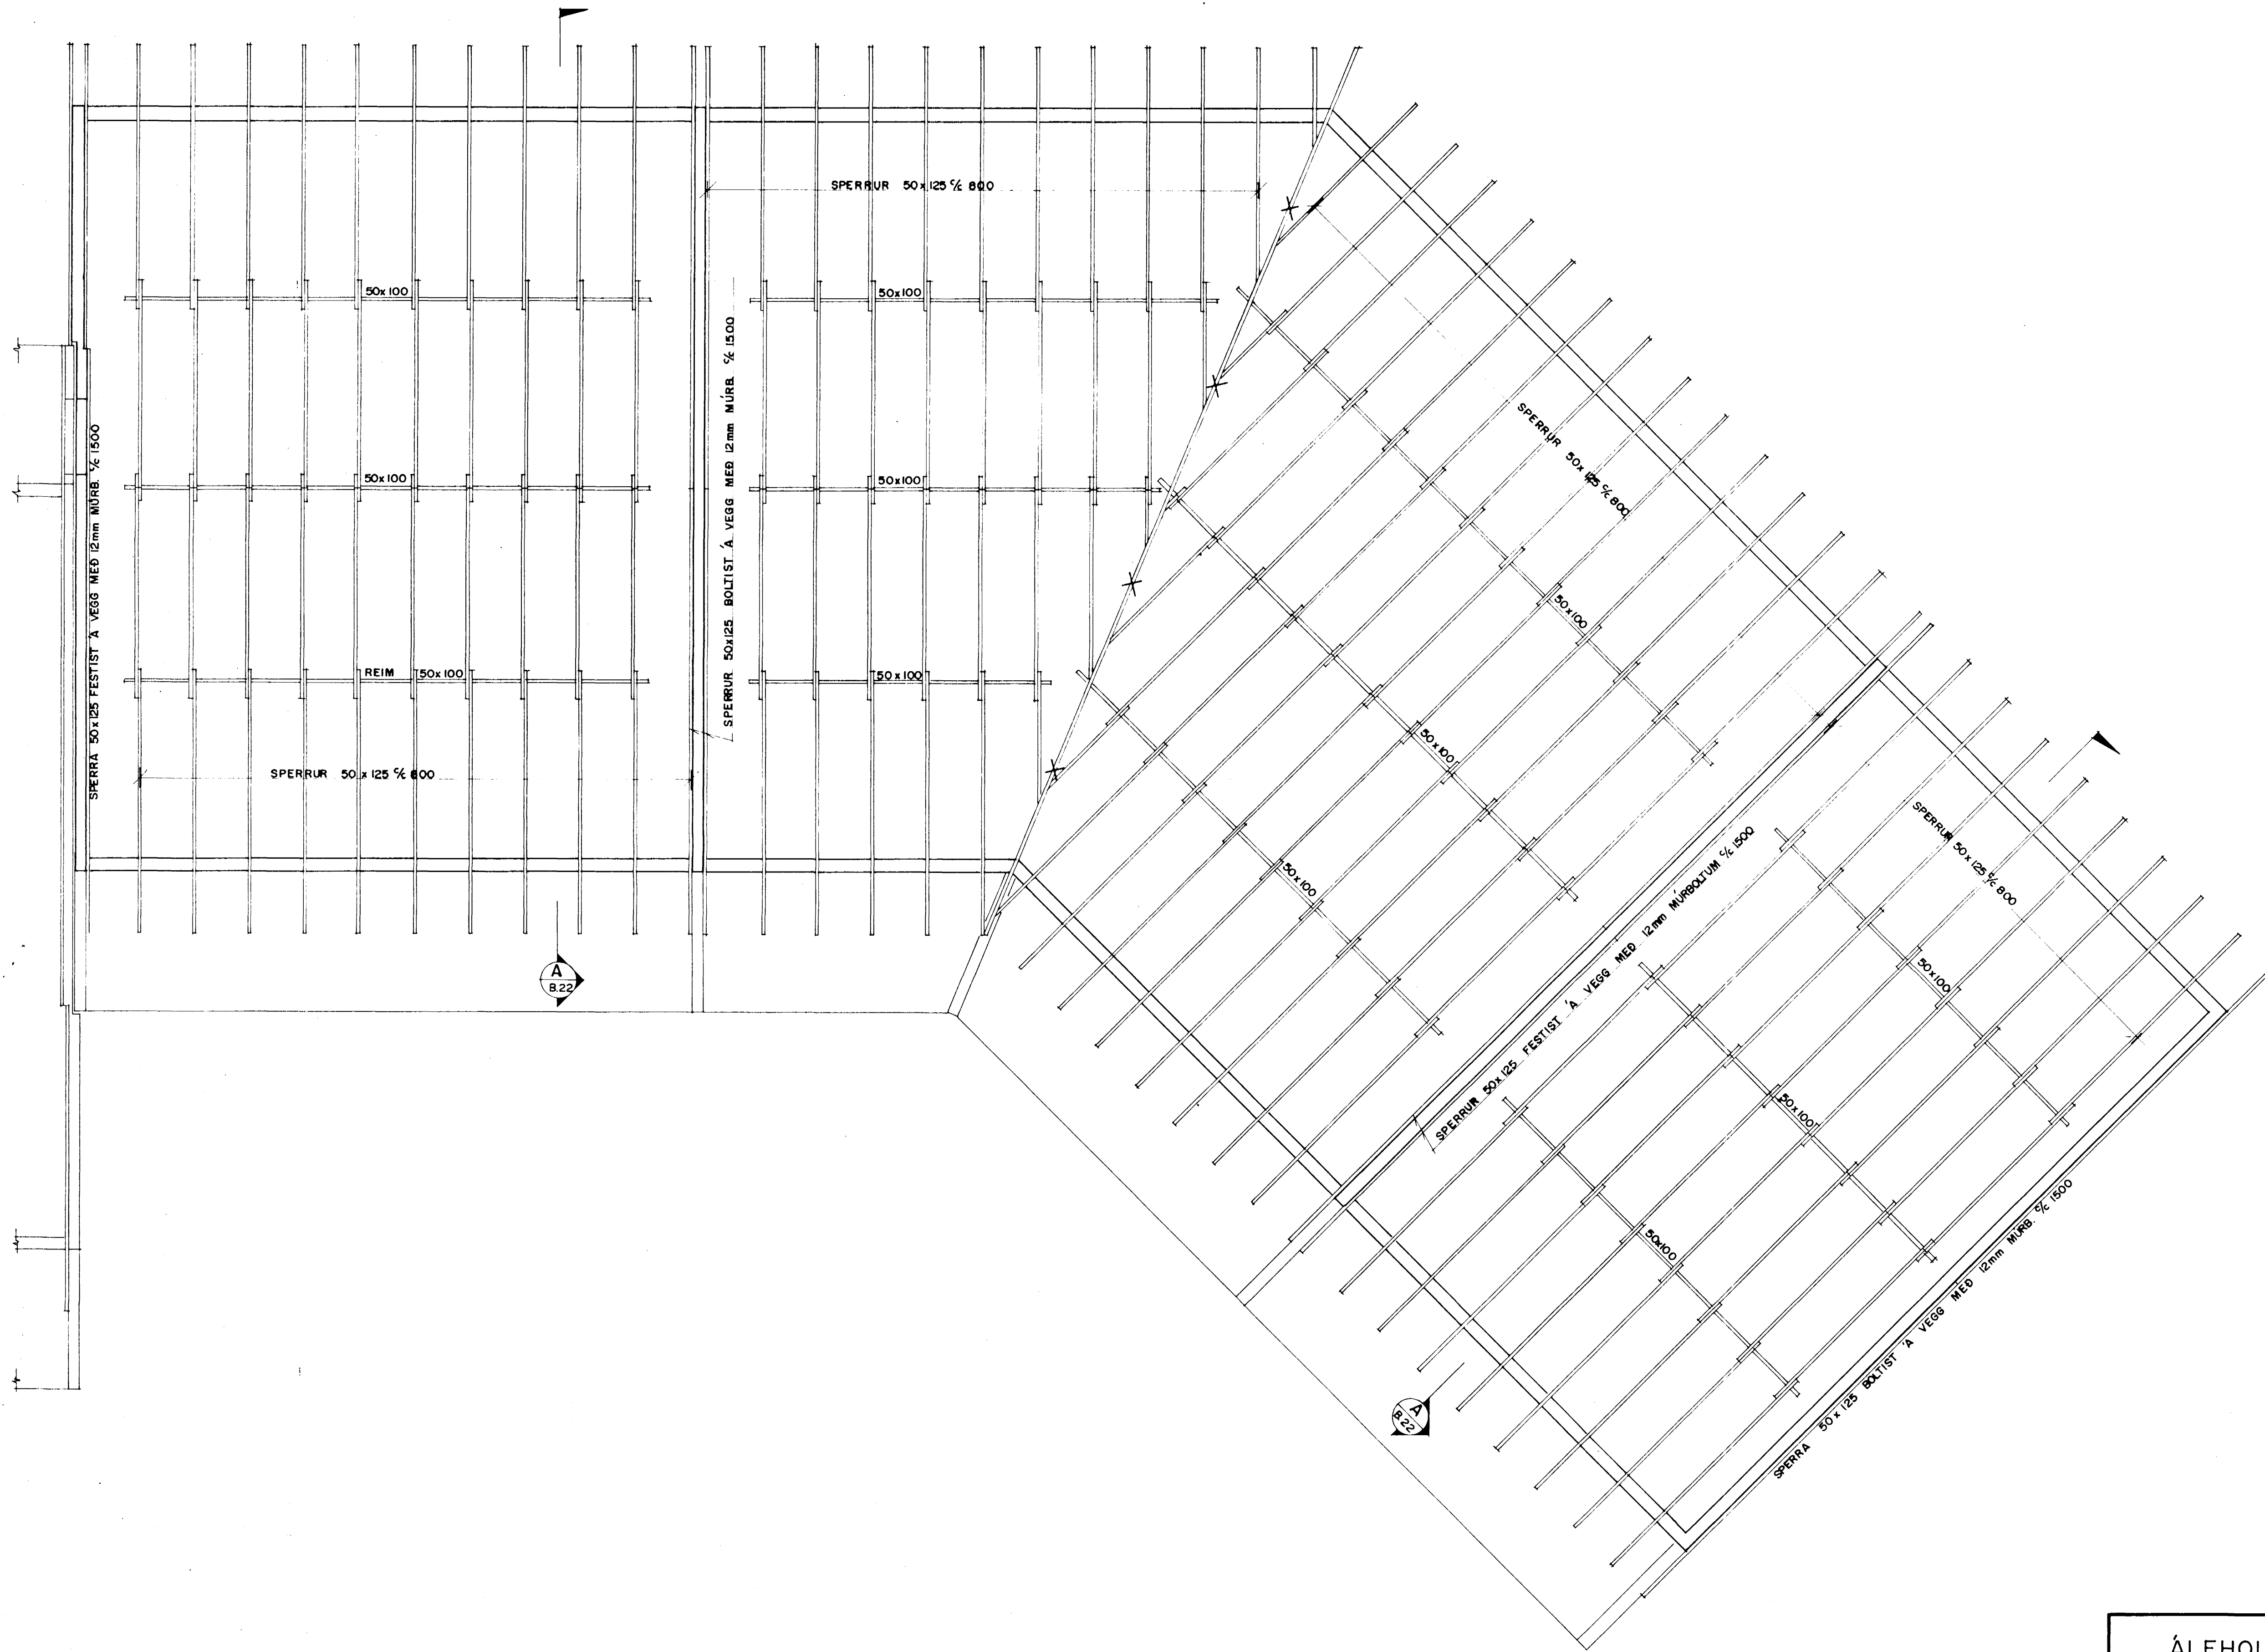 SPERRUR 50x125 c/c 800
50x100
50x100
50x100
50x100
SPERRA 50x125 FESTIST Á VEGG MEÐ 12mm MÚRB. c/c 1500
SPERRUR 50x125 BOLTIST Á VEGG MEÐ 12mm MÚRB. c/c 1500
REIM 50x100
50x100
SPERRUR 50x125 c/c 800
A
B.22
SPERRUR 50x125 c/c 800
50x100
50x100
50x100
SPERRUR 50x125 FESTIST Á VEGG MEÐ 12mm MÚRBOLTUM c/c 1500
SPERRUR 50x125 c/c 800
50x100
50x100
50x100
SPERRA 50x125 BOLTIST Á VEGG MEÐ 12mm MÚRB. c/c 1500
A
B.22